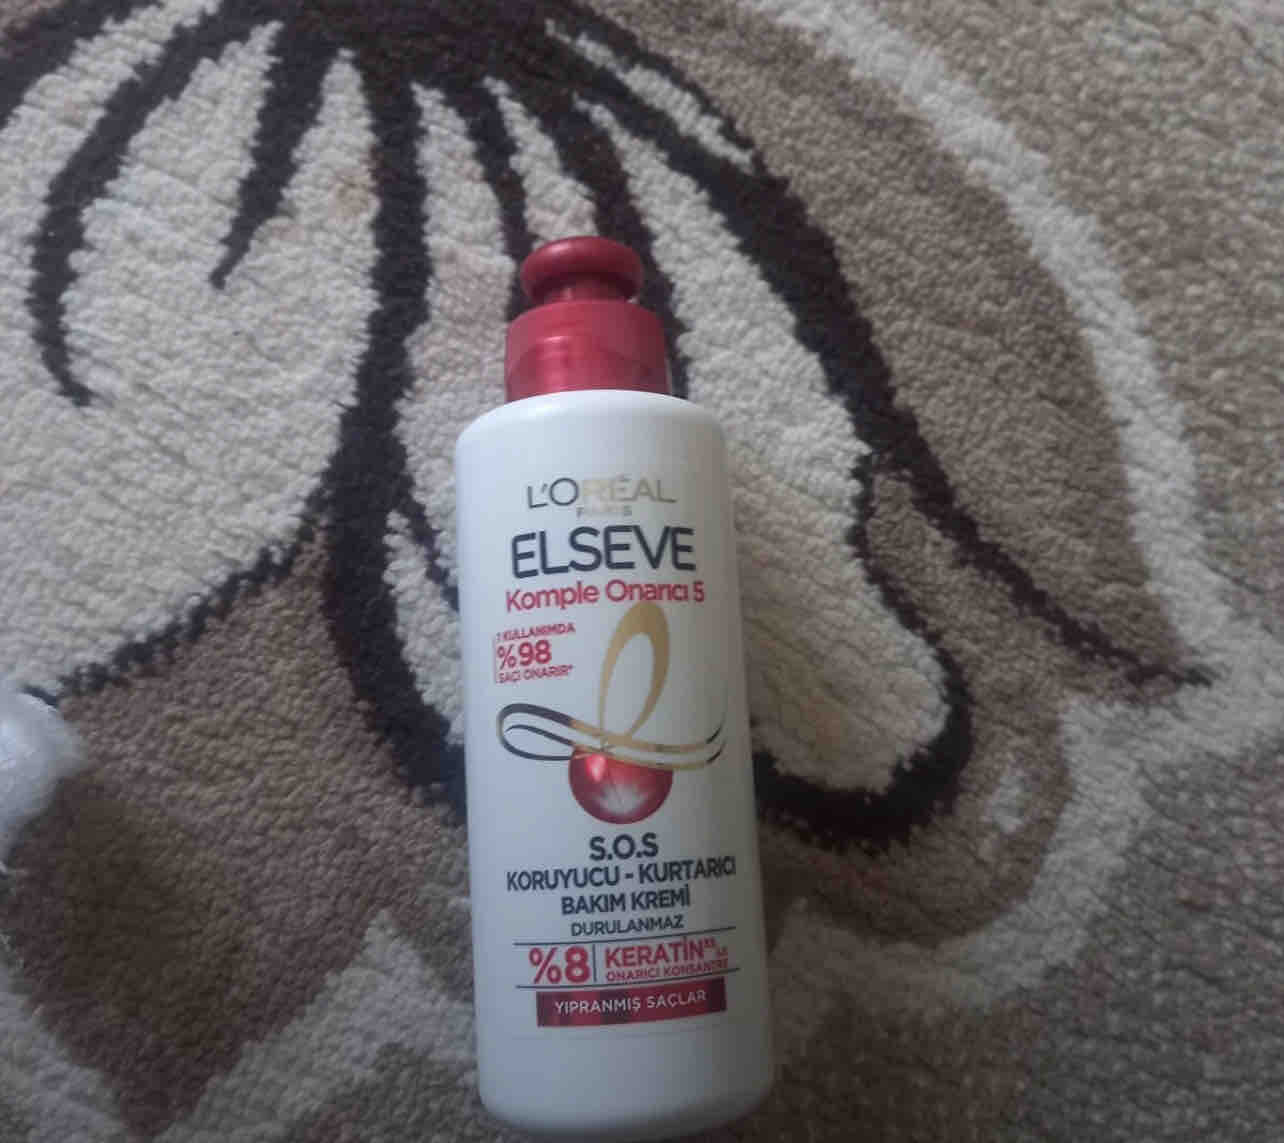 L'ORÉAL
PARIS
ELSEVE
Komple Onarıcı 5
1 KULLANIMDA
%98
SAÇI ONARIR*
S.O.S
KORUYUCU - KURTARICI
BAKIM KREMİ
DURULANMAZ
%8 KERATİN** İLE
ONARICI KONSANTRE
YIPRANMIŞ SAÇLAR